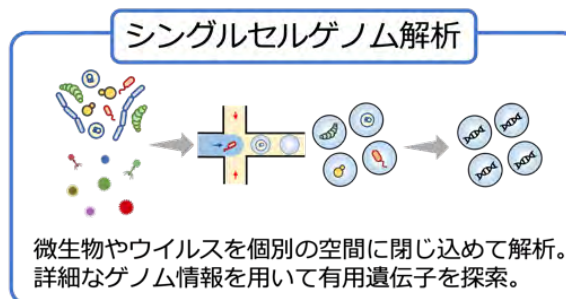 シングルセルゲノム解析
微生物やウイルスを個別の空間に閉じ込めて解析。
詳細なゲノム情報を用いて有用遺伝子を探索。